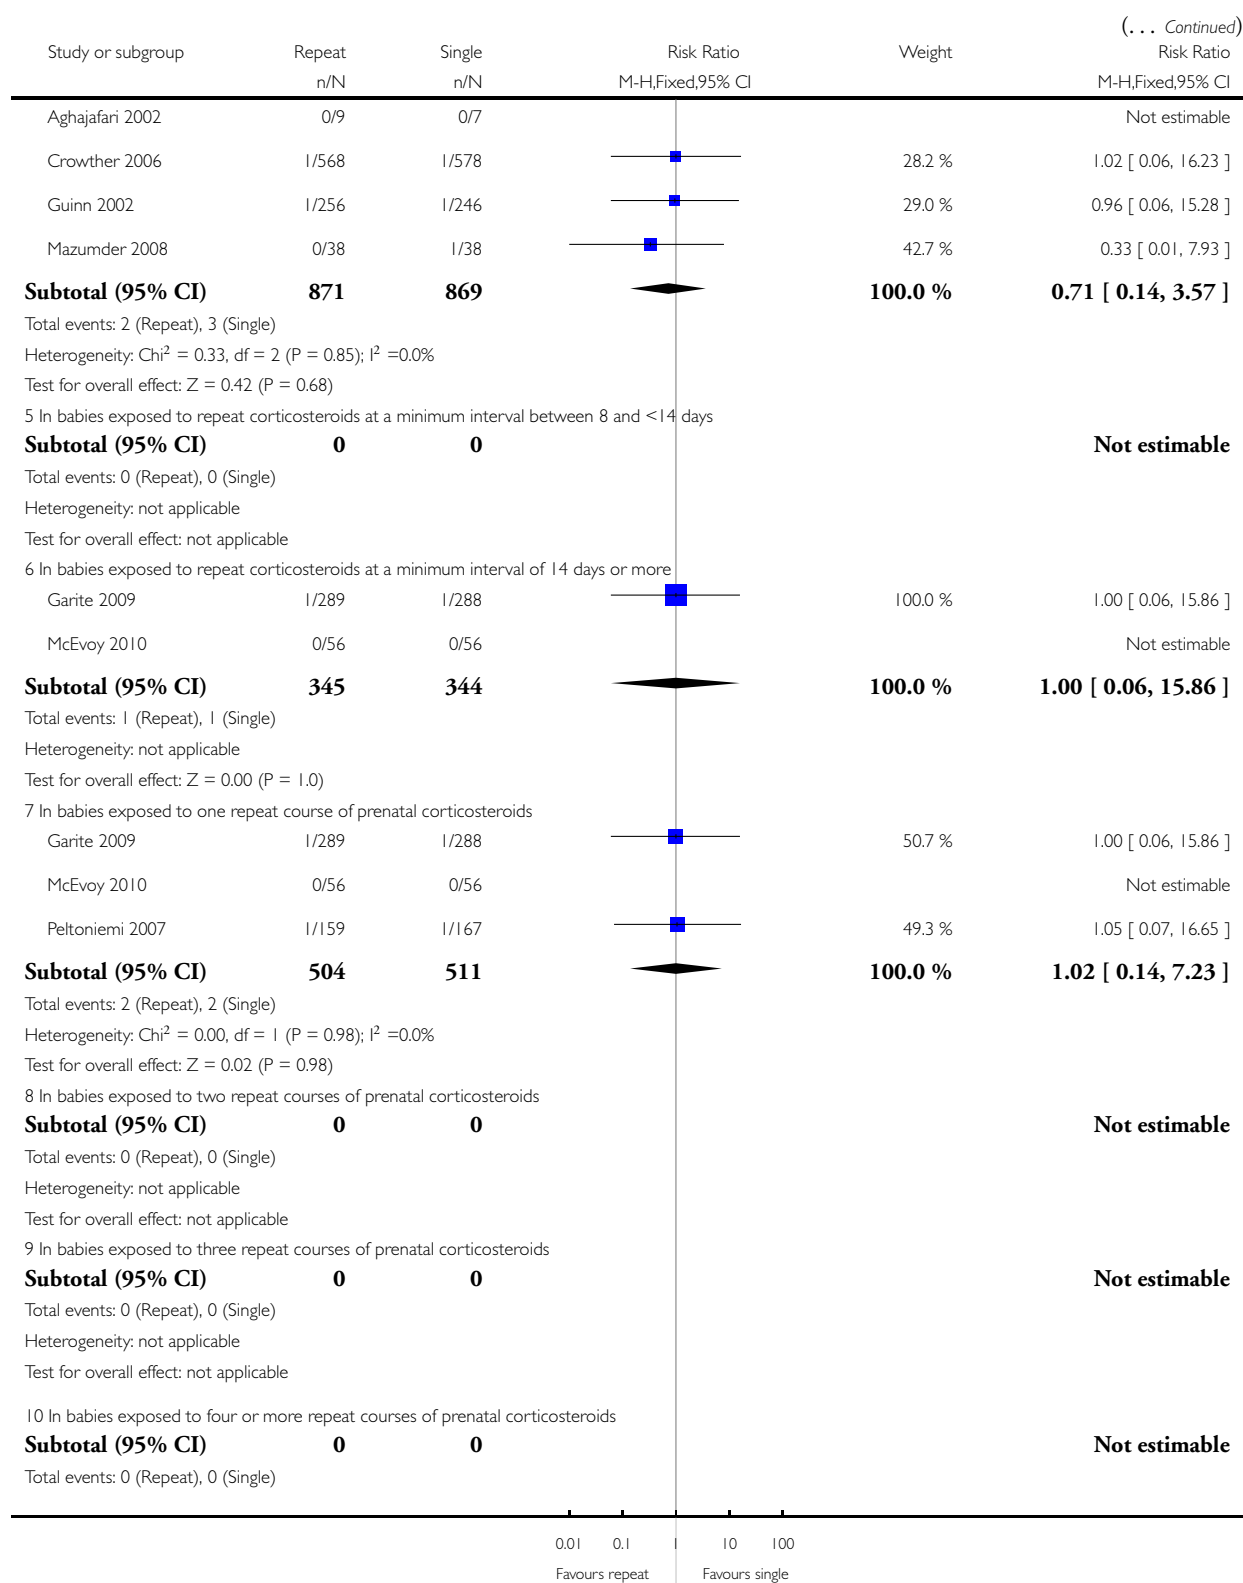 (... Continued)
Study or subgroup Repeat Single Risk Ratio Weight Risk Ratio
n/N n/N M-H,Fixed,95% CI M-H,Fixed,95% CI
Aghajafari 2002 0/9 0/7 Not estimable
Crowther 2006 1/568 1/578 28.2 % 1.02 [ 0.06, 16.23 ]
Guinn 2002 1/256 1/246 29.0 % 0.96 [ 0.06, 15.28 ]
Mazumder 2008 0/38 1/38 42.7 % 0.33 [ 0.01, 7.93 ]
Subtotal (95% CI) 871 869 100.0 % 0.71 [ 0.14, 3.57 ]
Total events: 2 (Repeat), 3 (Single)
Heterogeneity: Chi² = 0.33, df = 2 (P = 0.85); I² =0.0%
Test for overall effect: Z = 0.42 (P = 0.68)
5 In babies exposed to repeat corticosteroids at a minimum interval between 8 and <14 days
Subtotal (95% CI) 0 0 Not estimable
Total events: 0 (Repeat), 0 (Single)
Heterogeneity: not applicable
Test for overall effect: not applicable
6 In babies exposed to repeat corticosteroids at a minimum interval of 14 days or more
Garite 2009 1/289 1/288 100.0 % 1.00 [ 0.06, 15.86 ]
McEvoy 2010 0/56 0/56 Not estimable
Subtotal (95% CI) 345 344 100.0 % 1.00 [ 0.06, 15.86 ]
Total events: 1 (Repeat), 1 (Single)
Heterogeneity: not applicable
Test for overall effect: Z = 0.00 (P = 1.0)
7 In babies exposed to one repeat course of prenatal corticosteroids
Garite 2009 1/289 1/288 50.7 % 1.00 [ 0.06, 15.86 ]
McEvoy 2010 0/56 0/56 Not estimable
Peltoniemi 2007 1/159 1/167 49.3 % 1.05 [ 0.07, 16.65 ]
Subtotal (95% CI) 504 511 100.0 % 1.02 [ 0.14, 7.23 ]
Total events: 2 (Repeat), 2 (Single)
Heterogeneity: Chi² = 0.00, df = 1 (P = 0.98); I² =0.0%
Test for overall effect: Z = 0.02 (P = 0.98)
8 In babies exposed to two repeat courses of prenatal corticosteroids
Subtotal (95% CI) 0 0 Not estimable
Total events: 0 (Repeat), 0 (Single)
Heterogeneity: not applicable
Test for overall effect: not applicable
9 In babies exposed to three repeat courses of prenatal corticosteroids
Subtotal (95% CI) 0 0 Not estimable
Total events: 0 (Repeat), 0 (Single)
Heterogeneity: not applicable
Test for overall effect: not applicable
10 In babies exposed to four or more repeat courses of prenatal corticosteroids
Subtotal (95% CI) 0 0 Not estimable
Total events: 0 (Repeat), 0 (Single)
0.01 0.1 1 10 100
Favours repeat Favours single